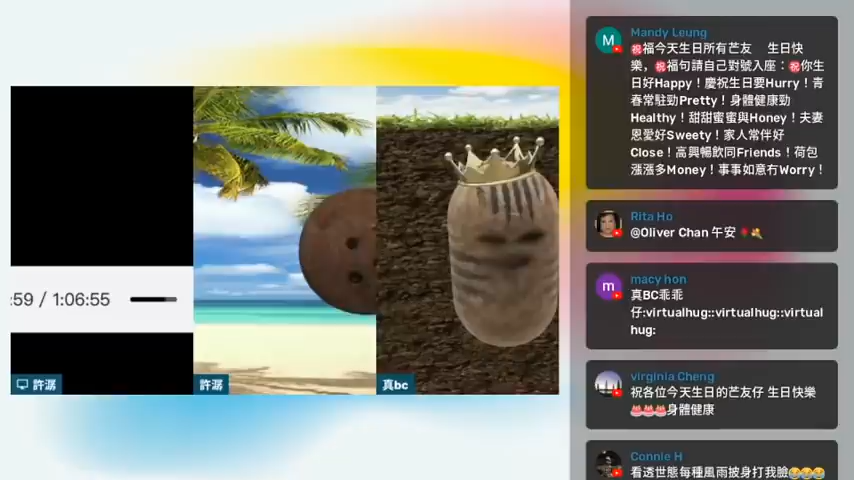 :59 / 1:06:55
許潺
許潺
真bc
M
Mandy Leung
㊗️福今天生日所有芒友　生日快
樂，㊗️福句請自己對號入座：㊗️你生
日好Happy！慶祝生日要Hurry！青
春常駐勁Pretty！身體健康勁
Healthy！甜甜蜜蜜與Honey！夫妻
恩愛好Sweety！家人常伴好
Close！高興暢飲同Friends！荷包
漲漲多Money！事事如意冇Worry！
Rita Ho
@Oliver Chan 午安🌹💐
m
macy hon
真BC乖乖
仔:virtualhug::virtualhug::virtual
hug:
virginia Cheng
祝各位今天生日的芒友仔 生日快樂
🎂🎂🎂身體健康
Connie H
看透世態每種風雨披身打我臉😂😂😂